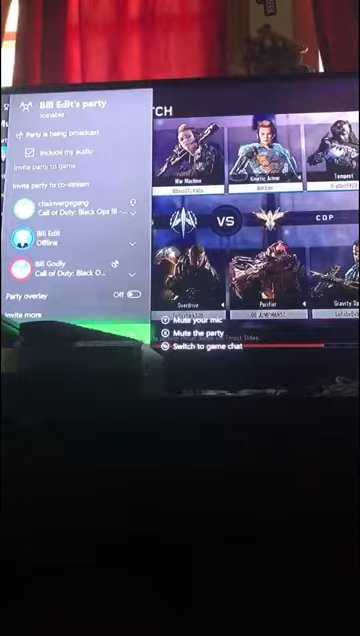 Bill Edit's party
Joinable
Party is being broadcast
Include my audio
Invite party to game
Invite party to co-stream
chainvergegang
Call of Duty: Black Ops III -...
Bill Edit
Offline
Bill Godly
Call of Duty: Black O...
Party overlay
Off
Invite more
TCH
War Machine
Kinetic Armor
Tempest
VS
CDP
Overdrive
Purifier
Gravity Sp
Mute your mic
Mute the party
Switch to game chat